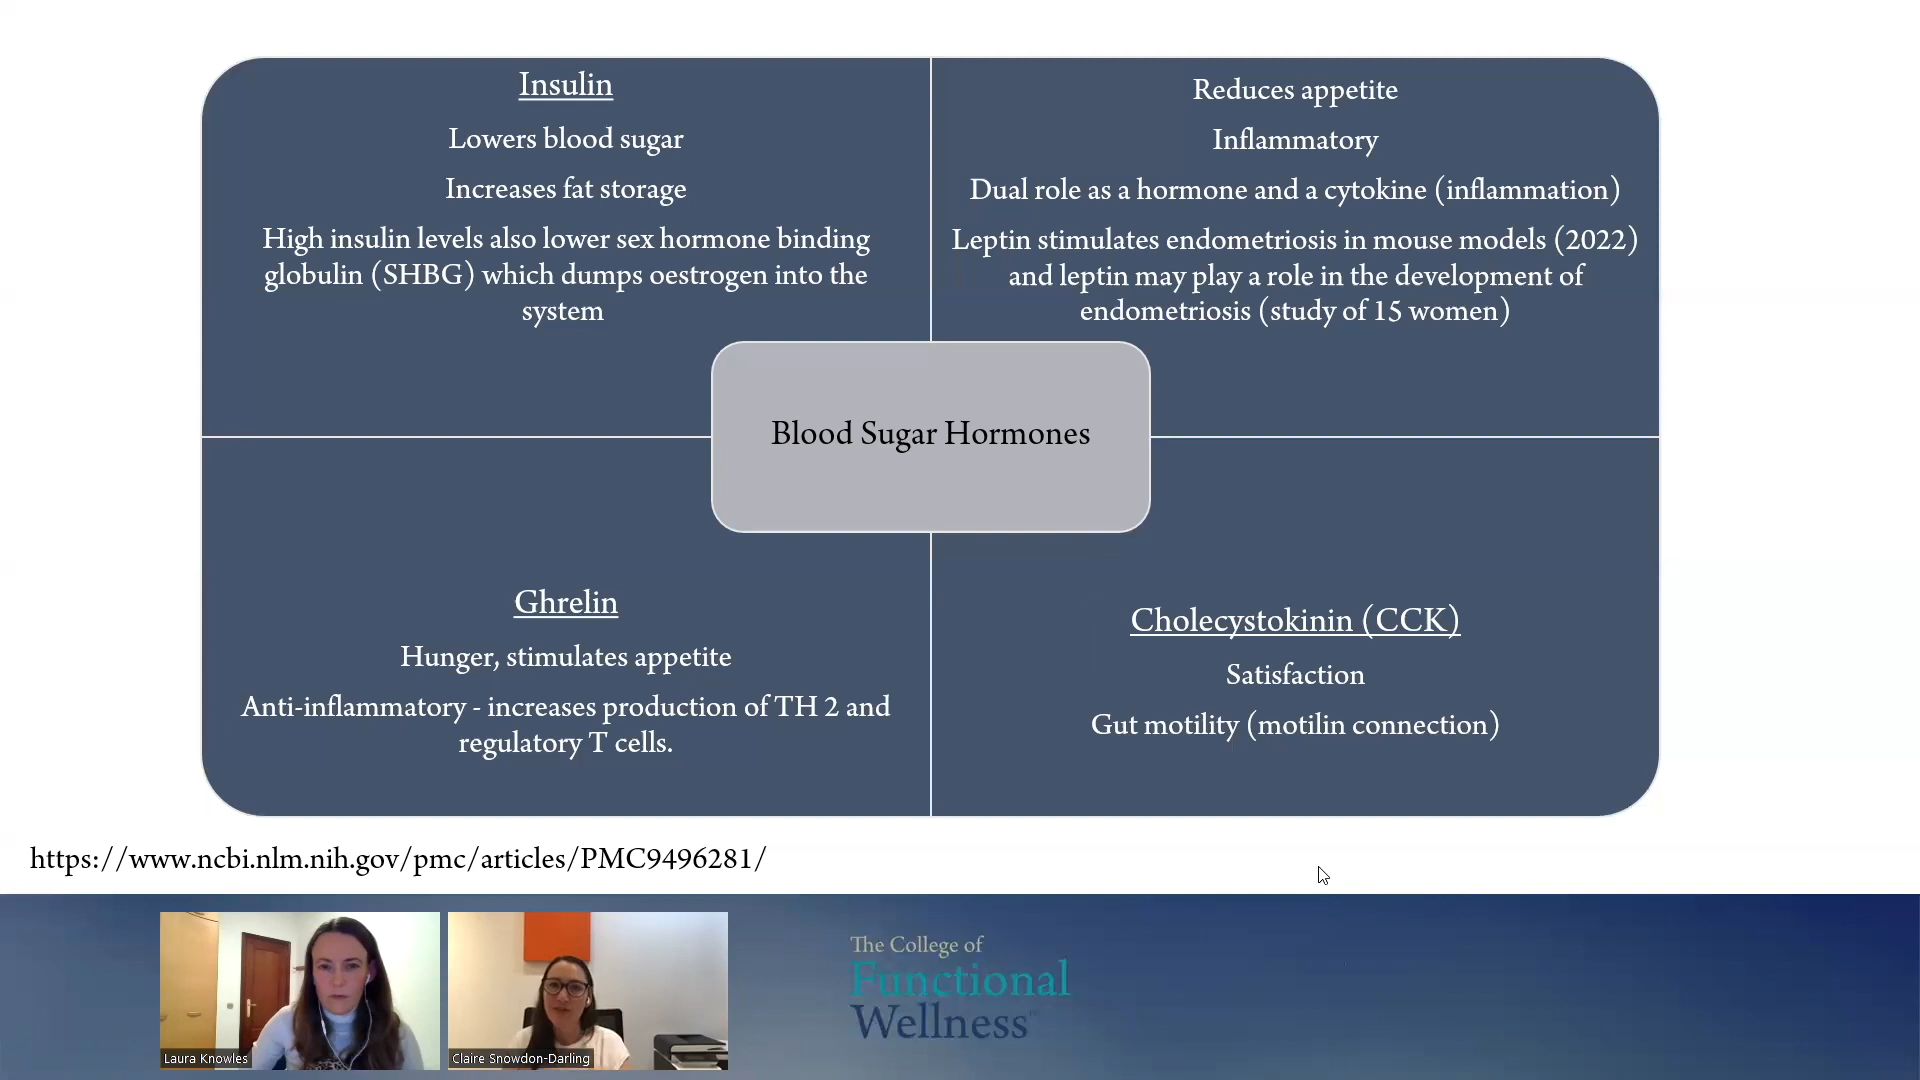 Insulin
Lowers blood sugar
Increases fat storage
High insulin levels also lower sex hormone binding
globulin (SHBG) which dumps oestrogen into the
system
Reduces appetite
Inflammatory
Dual role as a hormone and a cytokine (inflammation)
Leptin stimulates endometriosis in mouse models (2022)
and leptin may play a role in the development of
endometriosis (study of 15 women)
Blood Sugar Hormones
Ghrelin
Hunger, stimulates appetite
Anti-inflammatory - increases production of TH 2 and
regulatory T cells.
Cholecystokinin (CCK)
Satisfaction
Gut motility (motilin connection)
https://www.ncbi.nlm.nih.gov/pmc/articles/PMC9496281/
Laura Knowles
Claire Snowdon-Darling
The College of
Functional
Wellness